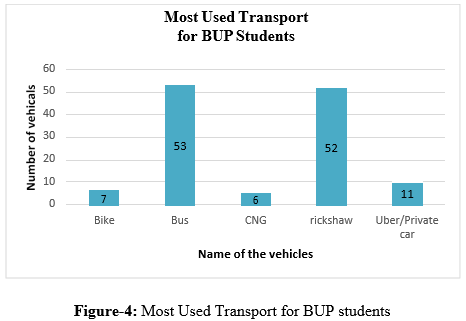 Most Used Transport
for BUP Students
Number of vehicals
60
50
40
30
20
10
0
7
53
6
52
11
Bike
Bus
CNG
rickshaw
Uber/Private
car
Name of the vehicles
Figure-4: Most Used Transport for BUP students